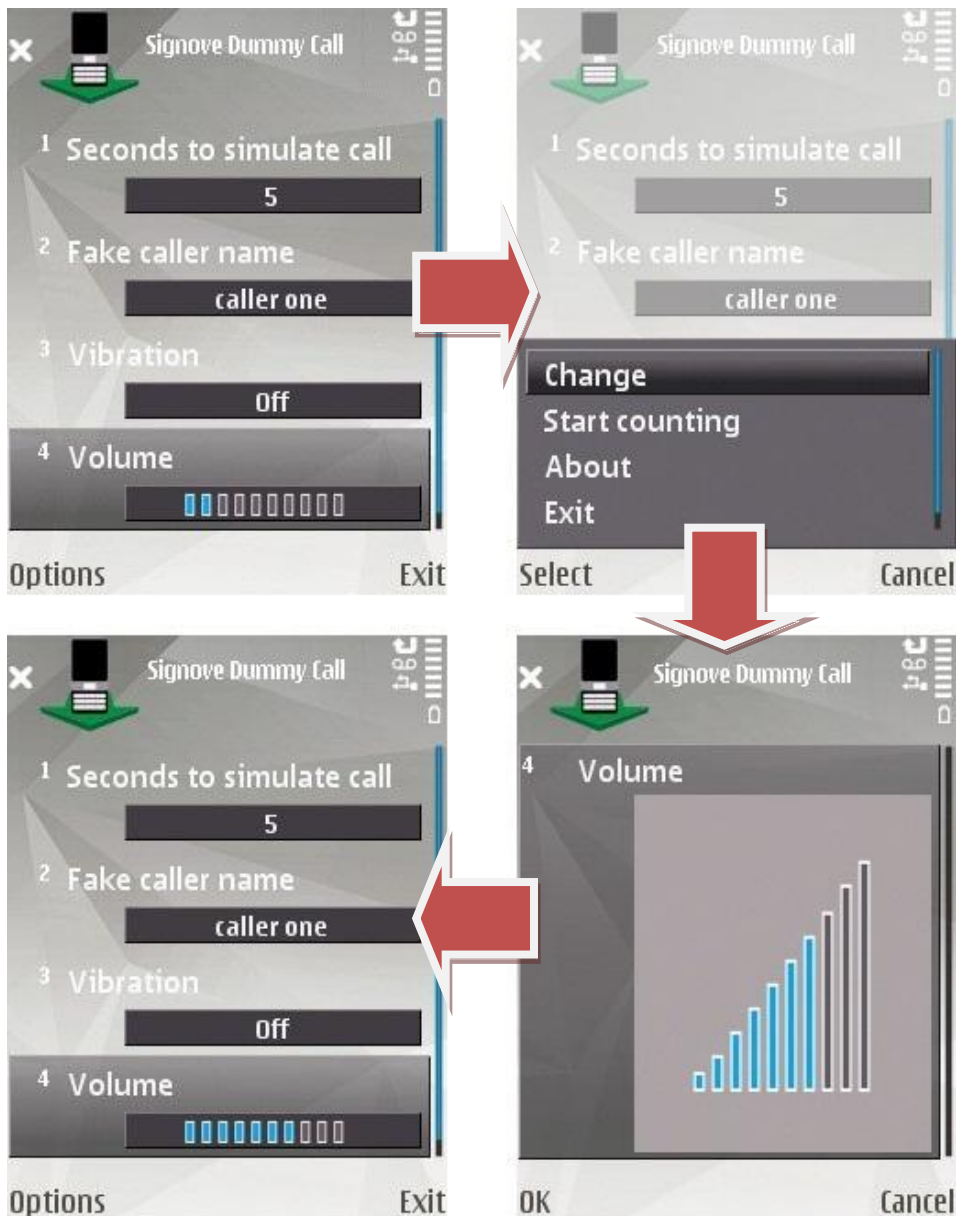 Signove Dummy Call
1 Seconds to simulate call
5
2 Fake caller name
caller one
3 Vibration
Off
4 Volume
Options Exit
Signove Dummy Call
1 Seconds to simulate call
5
2 Fake caller name
caller one
Change
Start counting
About
Exit
Select Cancel
Signove Dummy Call
1 Seconds to simulate call
5
2 Fake caller name
caller one
3 Vibration
Off
4 Volume
Options Exit
Signove Dummy Call
4 Volume
OK Cancel